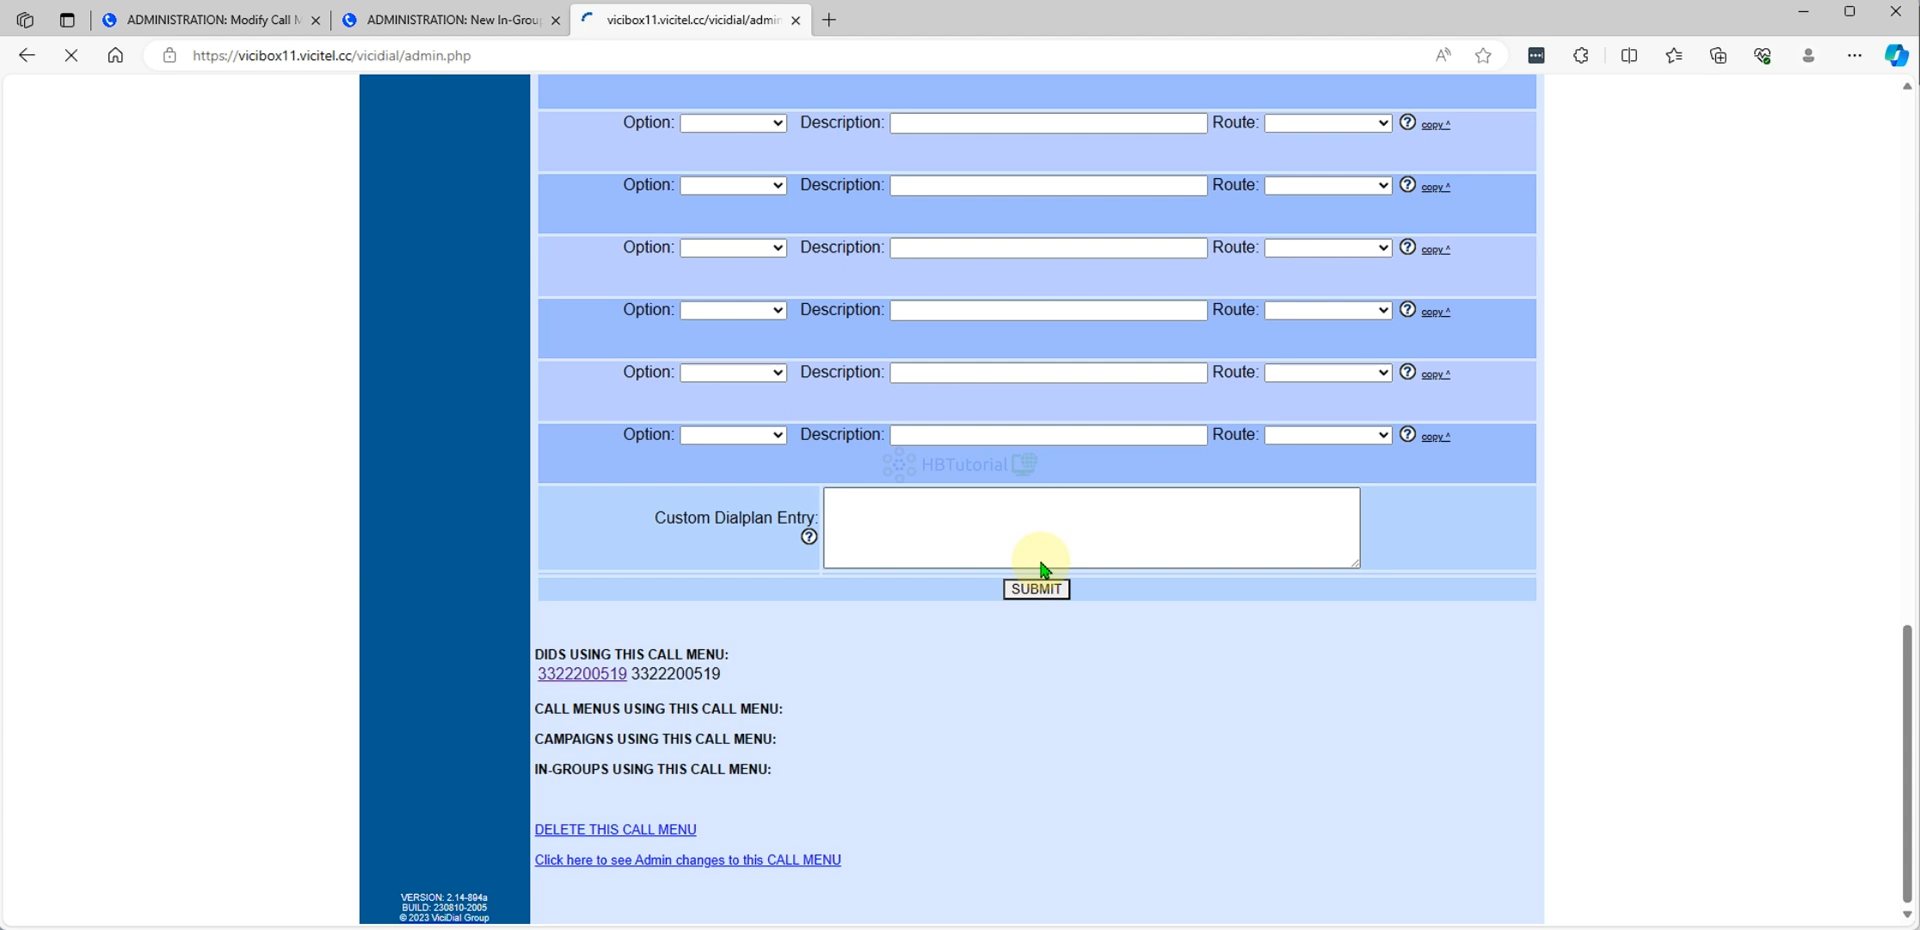 ADMINISTRATION: Modify Call M
ADMINISTRATION: New In-Grou
vicibox11.vicitel.cc/vicidial/admin
https://vicibox11.vicitel.cc/vicidial/admin.php
Option: Description: Route: ? copy ^
Option: Description: Route: ? copy ^
Option: Description: Route: ? copy ^
Option: Description: Route: ? copy ^
Option: Description: Route: ? copy ^
Option: Description: Route: ? copy ^
HBTutorial
Custom Dialplan Entry:
?
SUBMIT
DIDS USING THIS CALL MENU:
3322200519 3322200519
CALL MENUS USING THIS CALL MENU:
CAMPAIGNS USING THIS CALL MENU:
IN-GROUPS USING THIS CALL MENU:
DELETE THIS CALL MENU
Click here to see Admin changes to this CALL MENU
VERSION: 2.14-894a
BUILD: 230810-2005
© 2023 ViciDial Group